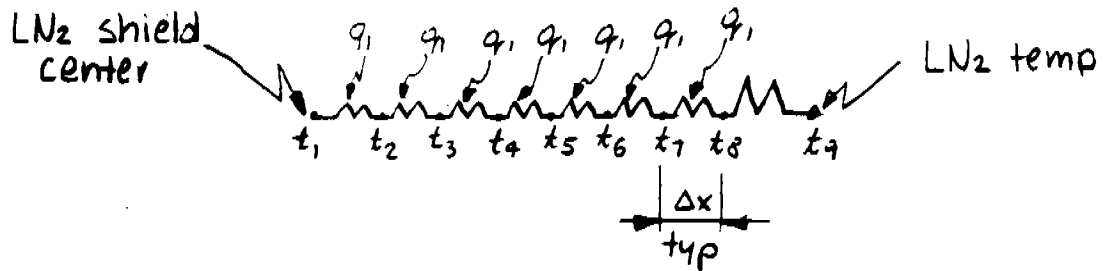 LN2 shield
center
q1 q1 q1 q1 q1 q1 q1
LN2 temp
t1 t2 t3 t4 t5 t6 t7 t8 t9
Δx
typ